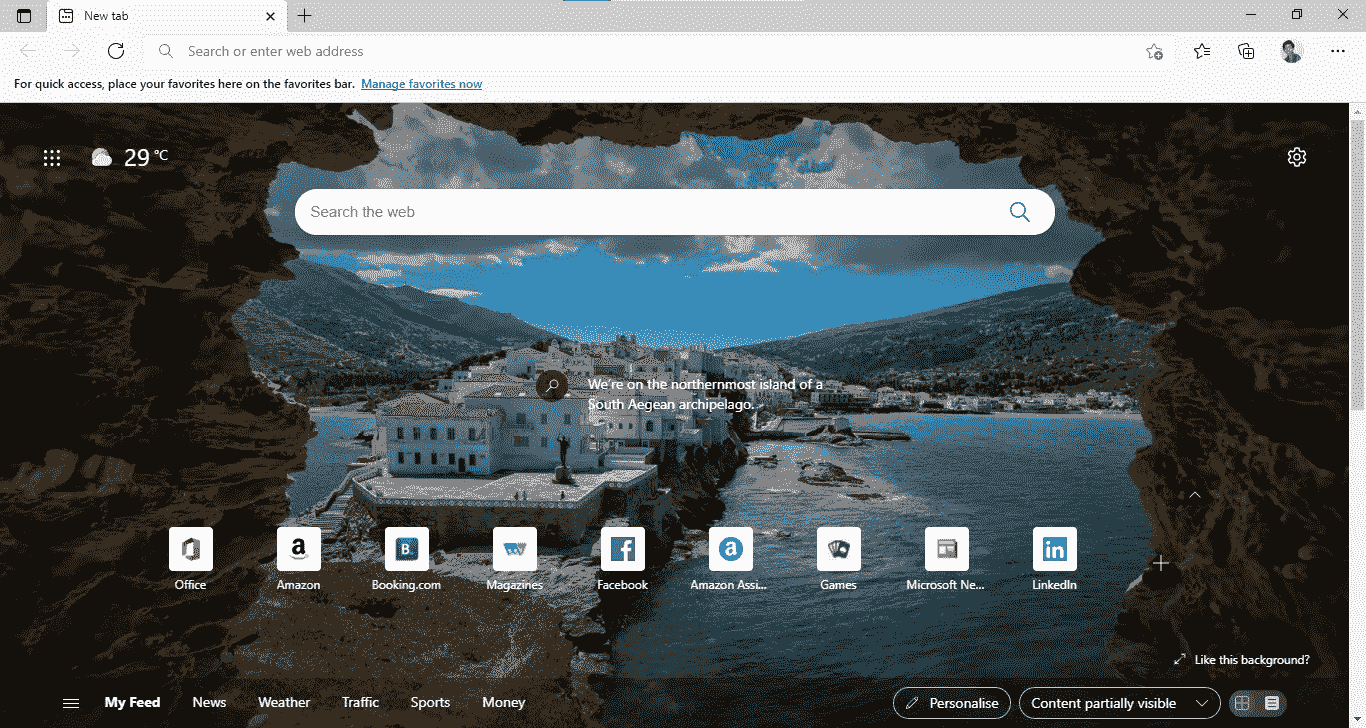 New tab
Search or enter web address
For quick access, place your favorites here on the favorites bar. Manage favorites now
29 °C
Search the web
We're on the northernmost island of a
South Aegean archipelago.
Office
Amazon
Booking.com
Magazines
Facebook
Amazon Assi...
Games
Microsoft Ne...
LinkedIn
Like this background?
My Feed News Weather Traffic Sports Money
Personalise Content partially visible